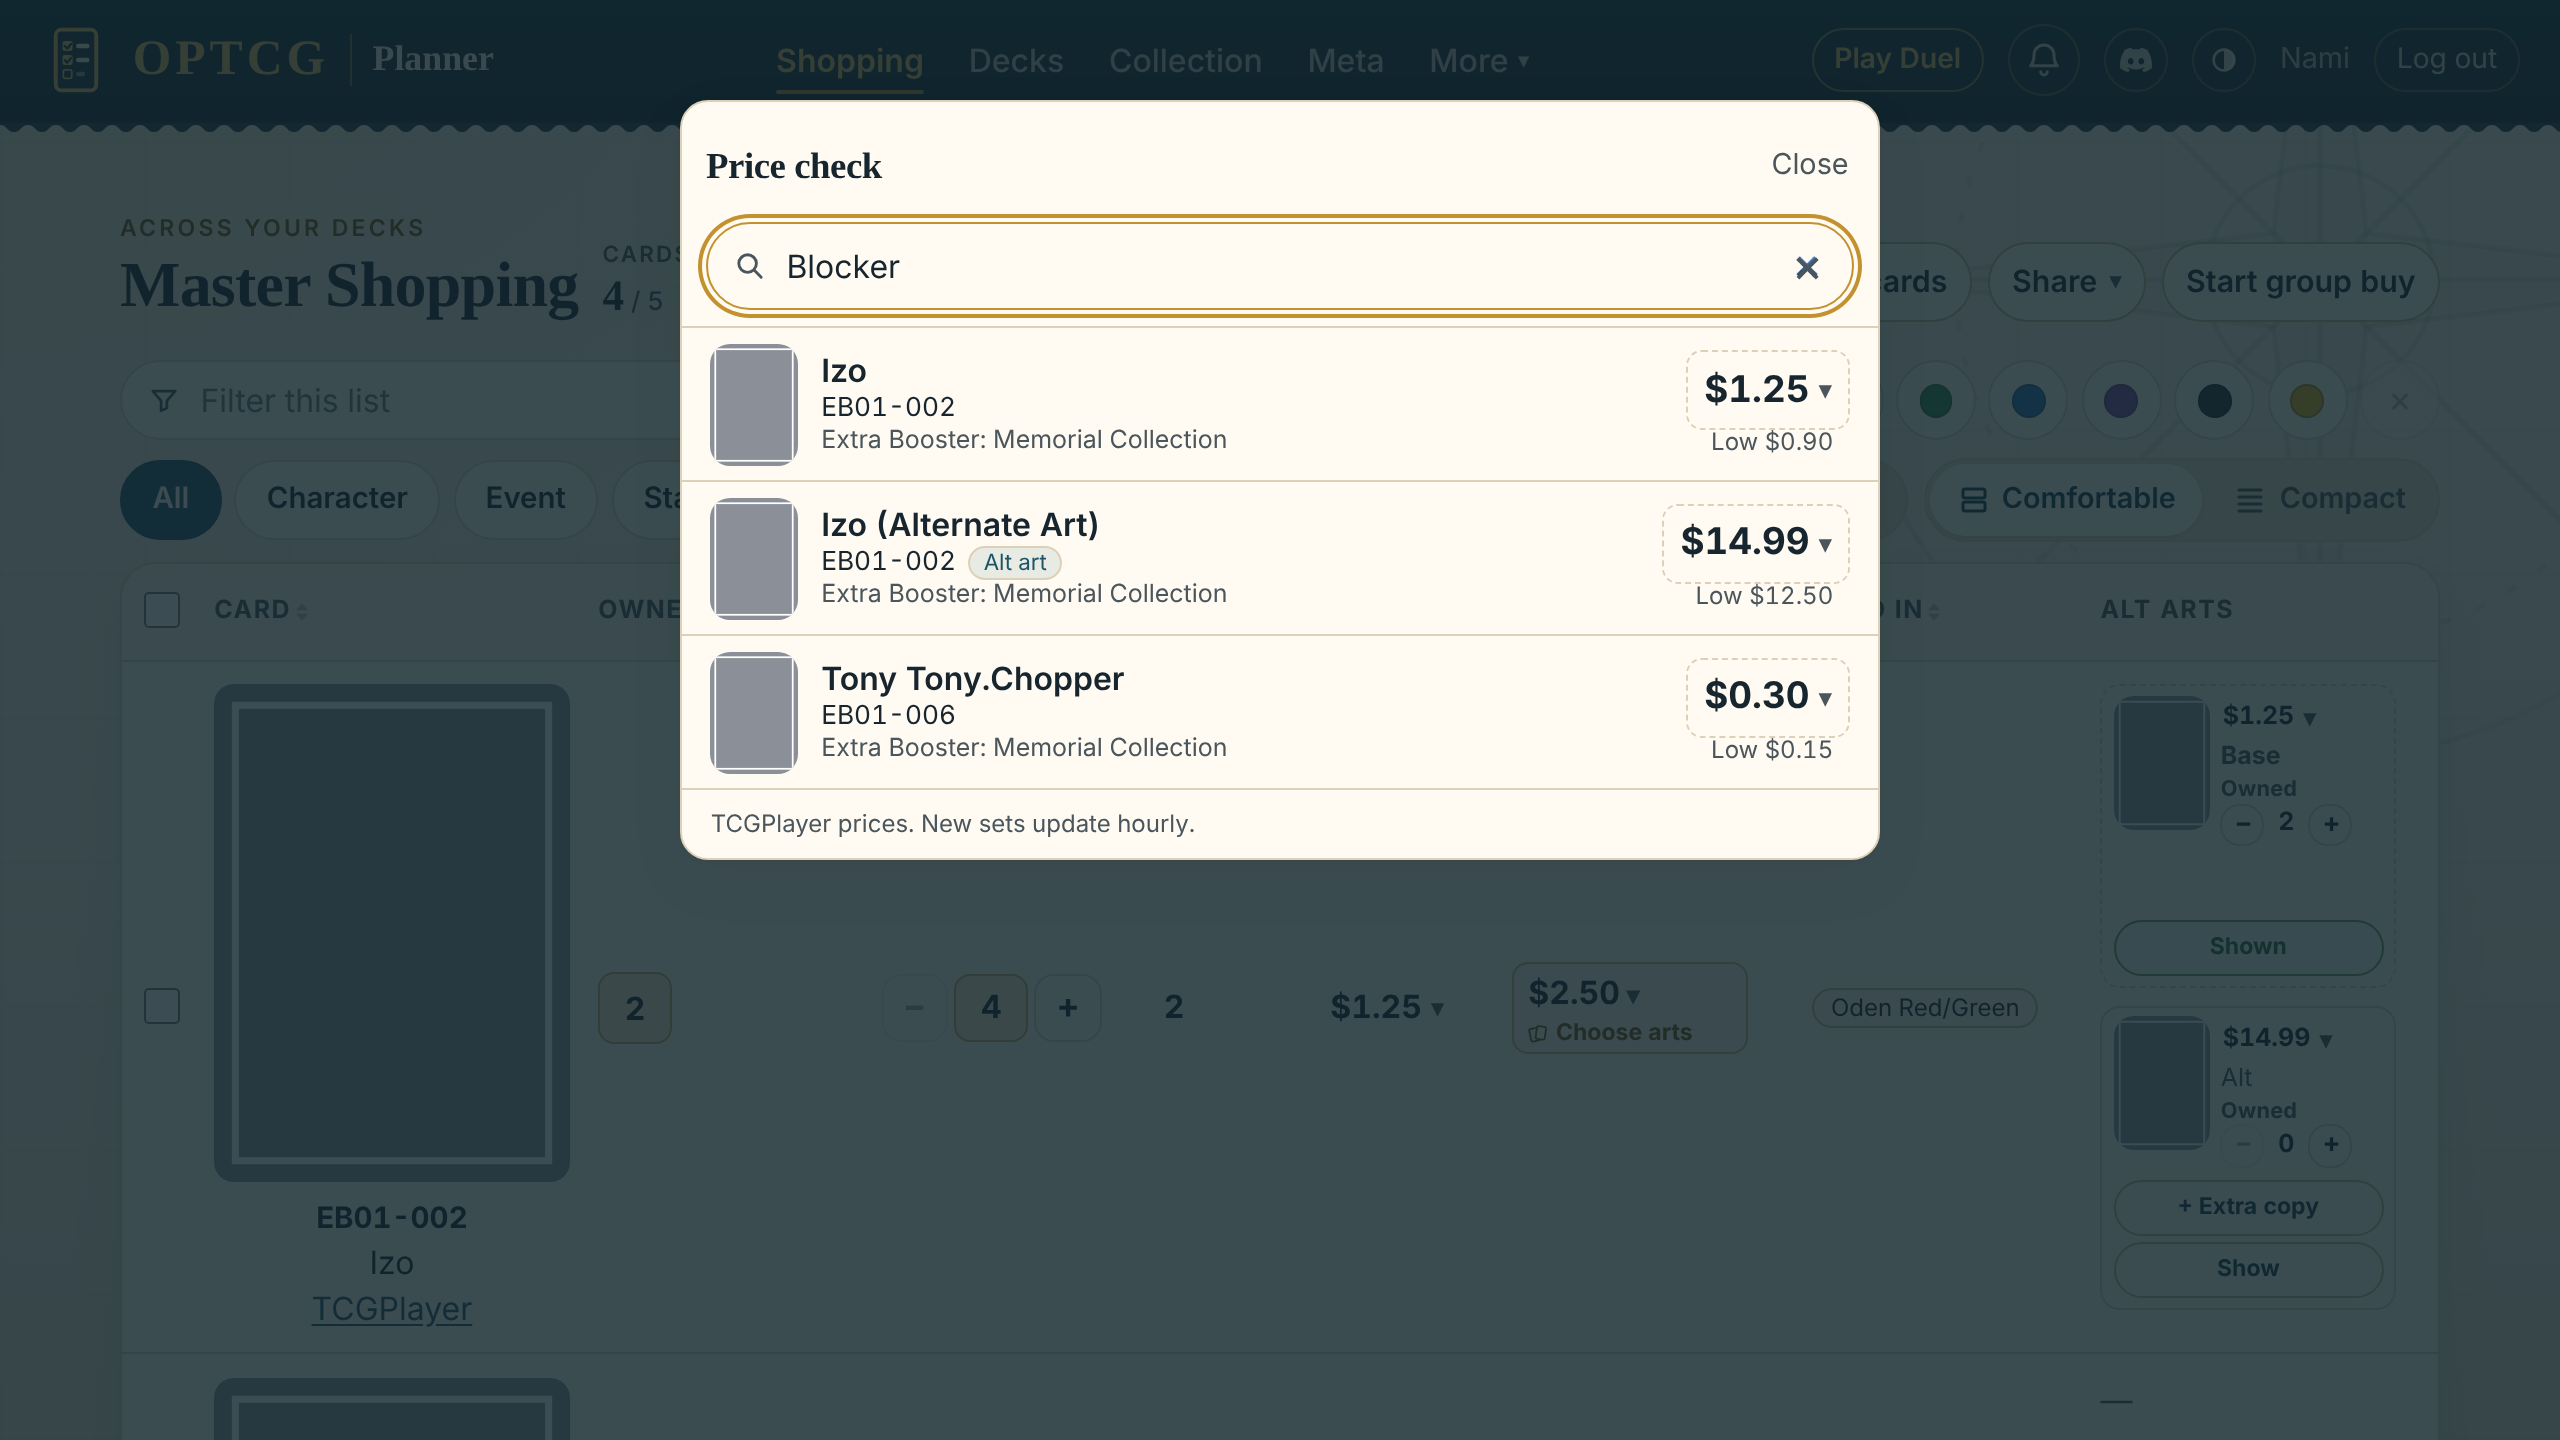 OPTCG Planner
Shopping Decks Collection Meta More ▾
Play Duel Nami Log out
ACROSS YOUR DECKS
Master Shopping
CARDS
4 / 5
ards
Share ▾
Start group buy
Filter this list
All Character Event Sta
Comfortable Compact
CARD OWNE IN ALT ARTS
Price check
Close
Blocker
Izo
EB01-002
Extra Booster: Memorial Collection
$1.25 ▾
Low $0.90
Izo (Alternate Art)
EB01-002 Alt art
Extra Booster: Memorial Collection
$14.99 ▾
Low $12.50
Tony Tony.Chopper
EB01-006
Extra Booster: Memorial Collection
$0.30 ▾
Low $0.15
TCGPlayer prices. New sets update hourly.
EB01-002
Izo
TCGPlayer
2
− 4 +
2
$1.25 ▾
$2.50 ▾
Choose arts
Oden Red/Green
$1.25 ▾
Base
Owned
− 2 +
Shown
$14.99 ▾
Alt
Owned
− 0 +
+ Extra copy
Show
—